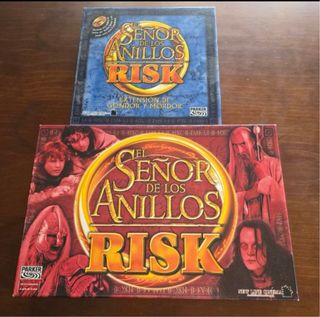 EL
SEÑOR
DE LOS
ANILLOS
RISK
EXTENSIÓN DE
GONDOR Y MORDOR
PARKER
EL
SEÑOR
DE LOS
ANILLOS
RISK
PARKER